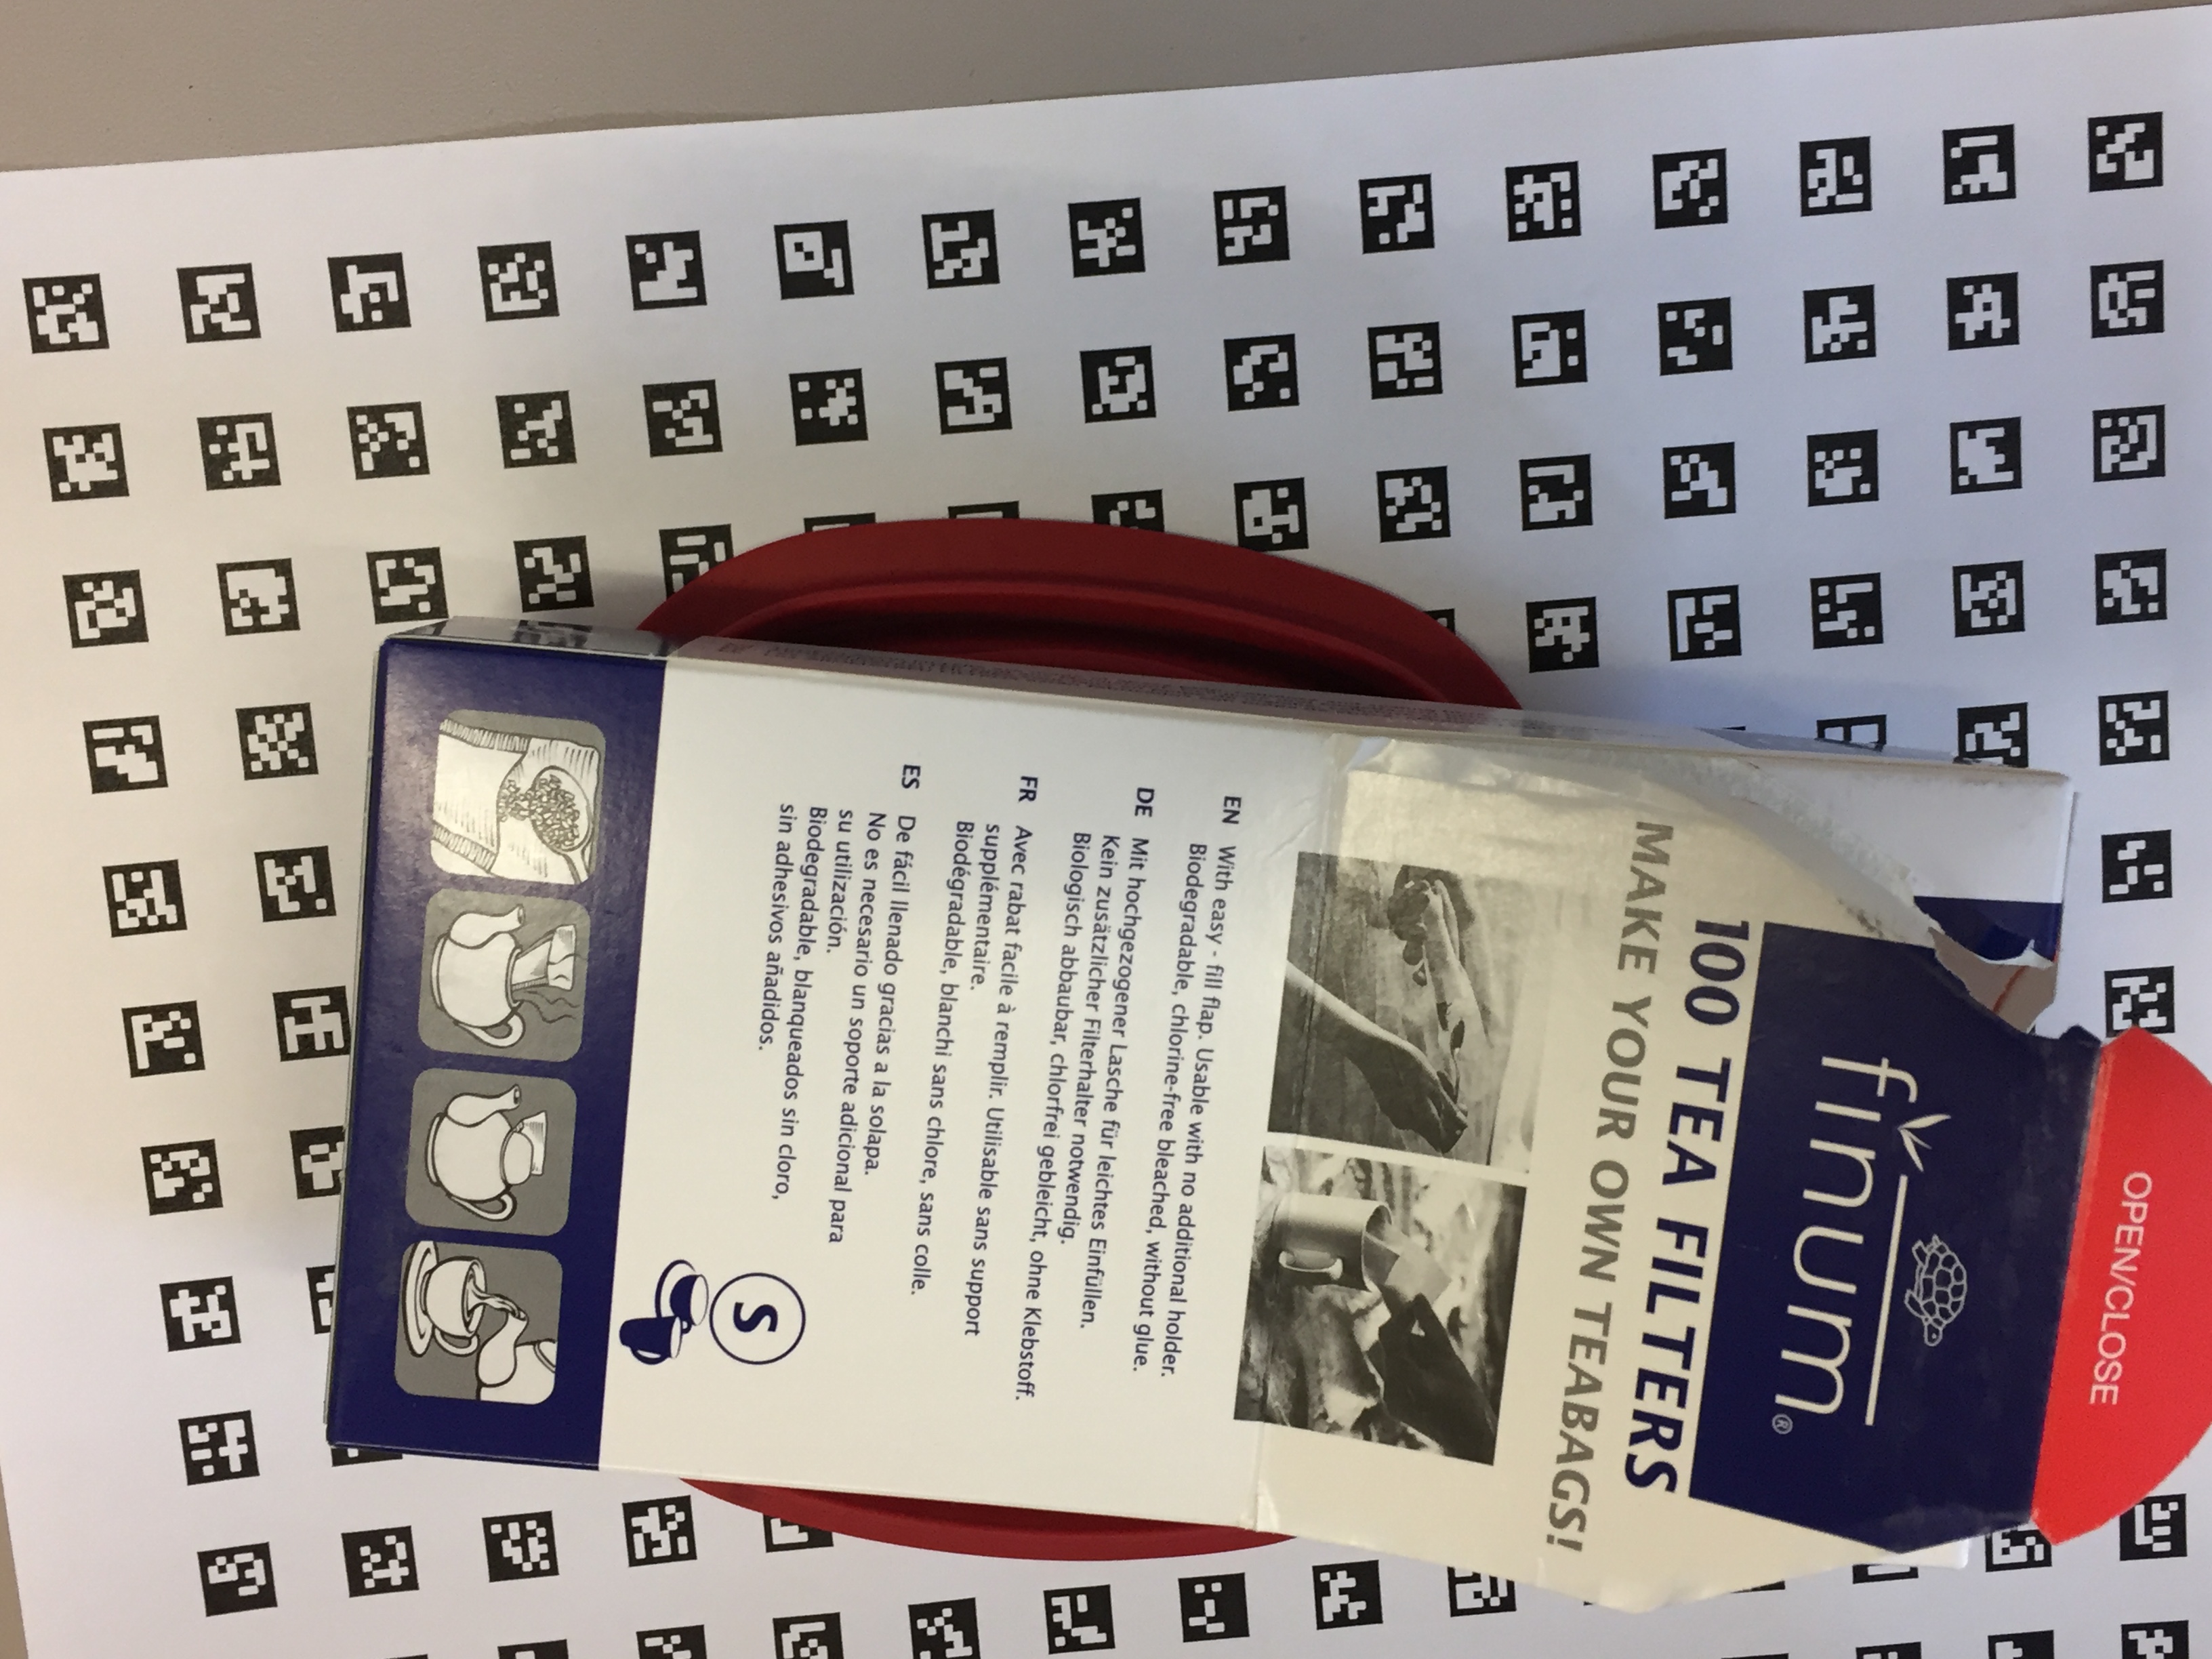 OPEN/CLOSE
finum®
100 TEA FILTERS
MAKE YOUR OWN TEABAGS!
EN With easy - fill flap. Usable with no additional holder.
Biodegradable, chlorine-free bleached, without glue.
DE Mit hochgezogener Lasche für leichtes Einfüllen.
Kein zusätzlicher Filterhalter notwendig.
Biologisch abbaubar, chlorfrei gebleicht, ohne Klebstoff.
FR Avec rabat facile à remplir. Utilisable sans support
supplémentaire.
Biodégradable, blanchi sans chlore, sans colle.
ES De fácil llenado gracias a la solapa.
No es necesario un soporte adicional para
su utilización.
Biodegradable, blanqueados sin cloro,
sin adhesivos añadidos.
S